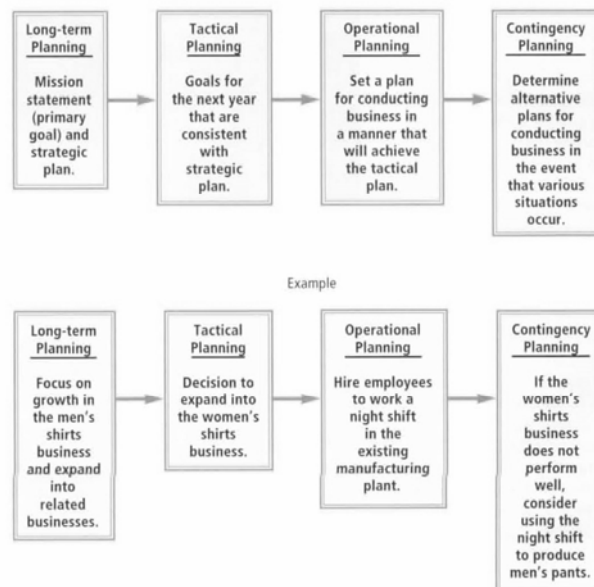 Long-term
Planning
Mission
statement
(primary
goal) and
strategic
plan.
Tactical
Planning
Goals for
the next year
that are
consistent
with
strategic
plan.
Operational
Planning
Set a plan
for conducting
business in
a manner that
will achieve
the tactical
plan.
Contingency
Planning
Determine
alternative
plans for
conducting
business in
the event
that various
situations
occur.
Example
Long-term
Planning
Focus on
growth in
the men's
shirts
business
and expand
into
related
businesses.
Tactical
Planning
Decision to
expand into
the women's
shirts
business.
Operational
Planning
Hire employees
to work a
night shift
in the
existing
manufacturing
plant.
Contingency
Planning
If the
women's
shirts
business
does not
perform
well,
consider
using the
night shift
to produce
men's pants.